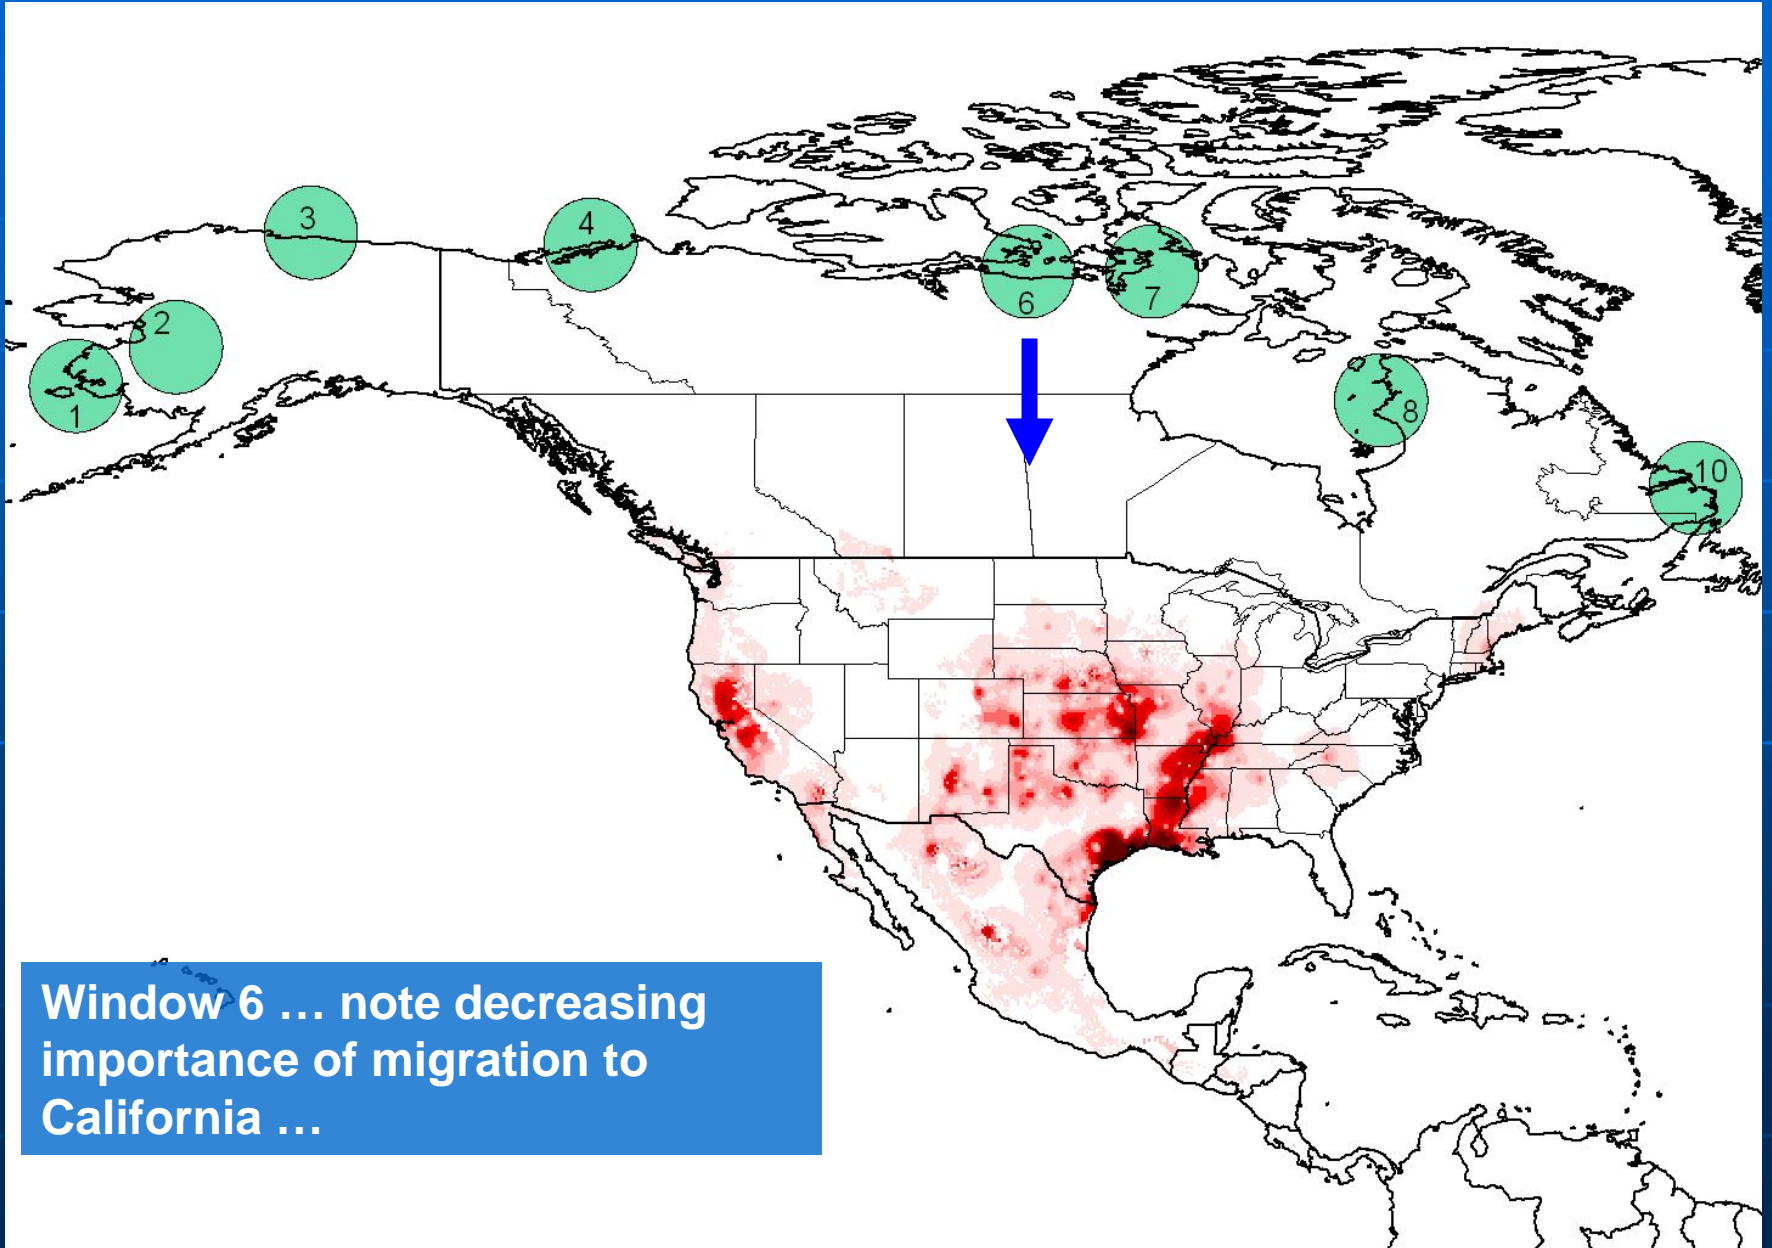 3
4
6
7
2
1
8
10
Window 6 … note decreasing
importance of migration to
California …